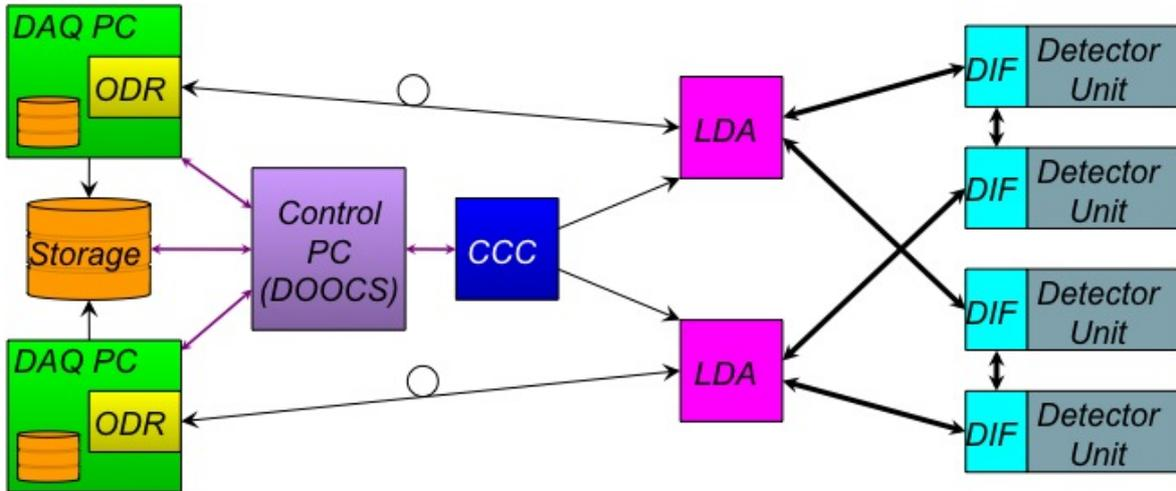 DAQ PC
ODR
Storage
DAQ PC
ODR
Control
PC
(DOOCS)
CCC
LDA
LDA
DIF
Detector
Unit
DIF
Detector
Unit
DIF
Detector
Unit
DIF
Detector
Unit